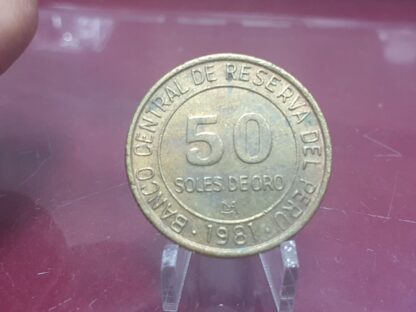 BANCO CENTRAL DE RESERVA DEL PERU
50
SOLES DE ORO
· 1981 ·